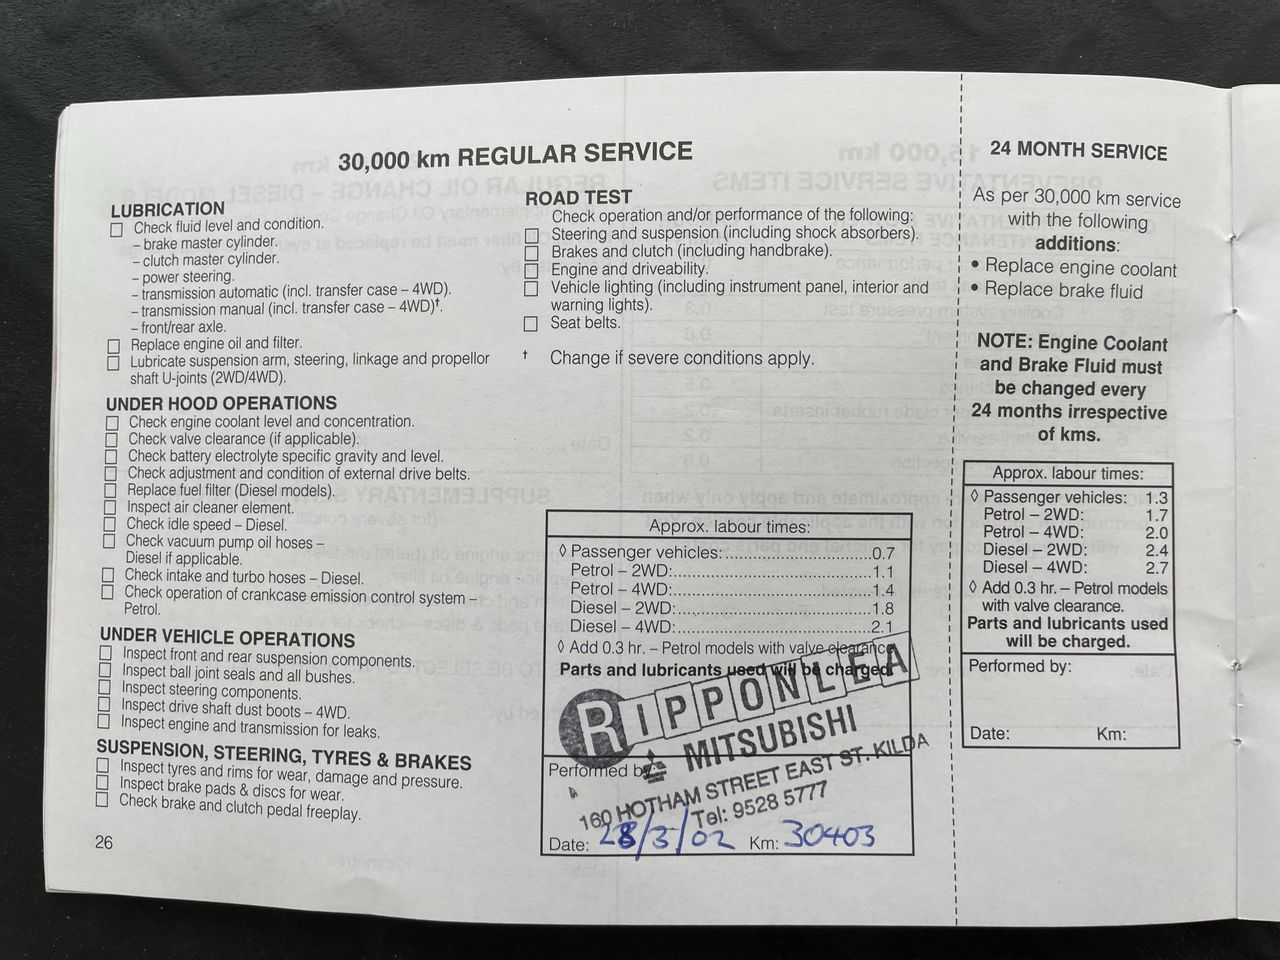 30,000 km REGULAR SERVICE
LUBRICATION
☐ Check fluid level and condition.
– brake master cylinder.
– clutch master cylinder.
– power steering.
– transmission automatic (incl. transfer case – 4WD).
– transmission manual (incl. transfer case – 4WD)†.
– front/rear axle.
☐ Replace engine oil and filter.
☐ Lubricate suspension arm, steering, linkage and propellor
shaft U-joints (2WD/4WD).
UNDER HOOD OPERATIONS
☐ Check engine coolant level and concentration.
☐ Check valve clearance (if applicable).
☐ Check battery electrolyte specific gravity and level.
☐ Check adjustment and condition of external drive belts.
☐ Replace fuel filter (Diesel models).
☐ Inspect air cleaner element.
☐ Check idle speed – Diesel.
☐ Check vacuum pump oil hoses –
Diesel if applicable.
☐ Check intake and turbo hoses – Diesel.
☐ Check operation of crankcase emission control system –
Petrol.
UNDER VEHICLE OPERATIONS
☐ Inspect front and rear suspension components.
☐ Inspect ball joint seals and all bushes.
☐ Inspect steering components.
☐ Inspect drive shaft dust boots – 4WD.
☐ Inspect engine and transmission for leaks.
SUSPENSION, STEERING, TYRES & BRAKES
☐ Inspect tyres and rims for wear, damage and pressure.
☐ Inspect brake pads & discs for wear.
☐ Check brake and clutch pedal freeplay.
26
ROAD TEST
Check operation and/or performance of the following:
☐ Steering and suspension (including shock absorbers).
☐ Brakes and clutch (including handbrake).
☐ Engine and driveability.
☐ Vehicle lighting (including instrument panel, interior and
warning lights).
☐ Seat belts.
† Change if severe conditions apply.
Approx. labour times:
◊ Passenger vehicles:..............................0.7
Petrol – 2WD:..........................................1.1
Petrol – 4WD:..........................................1.4
Diesel – 2WD:.........................................1.8
Diesel – 4WD:.........................................2.1
◊ Add 0.3 hr. – Petrol models with valve clearance
Parts and lubricants used will be charged.
RIPPONLEA
MITSUBISHI
160 HOTHAM STREET EAST ST. KILDA
Tel: 9528 5777
Performed by:
Date: 28/3/02 Km: 30403
24 MONTH SERVICE
As per 30,000 km service
with the following
additions:
• Replace engine coolant
• Replace brake fluid
NOTE: Engine Coolant
and Brake Fluid must
be changed every
24 months irrespective
of kms.
Approx. labour times:
◊ Passenger vehicles: 1.3
Petrol – 2WD: 1.7
Petrol – 4WD: 2.0
Diesel – 2WD: 2.4
Diesel – 4WD: 2.7
◊ Add 0.3 hr. – Petrol models
with valve clearance.
Parts and lubricants used
will be charged.
Performed by:
Date: Km: